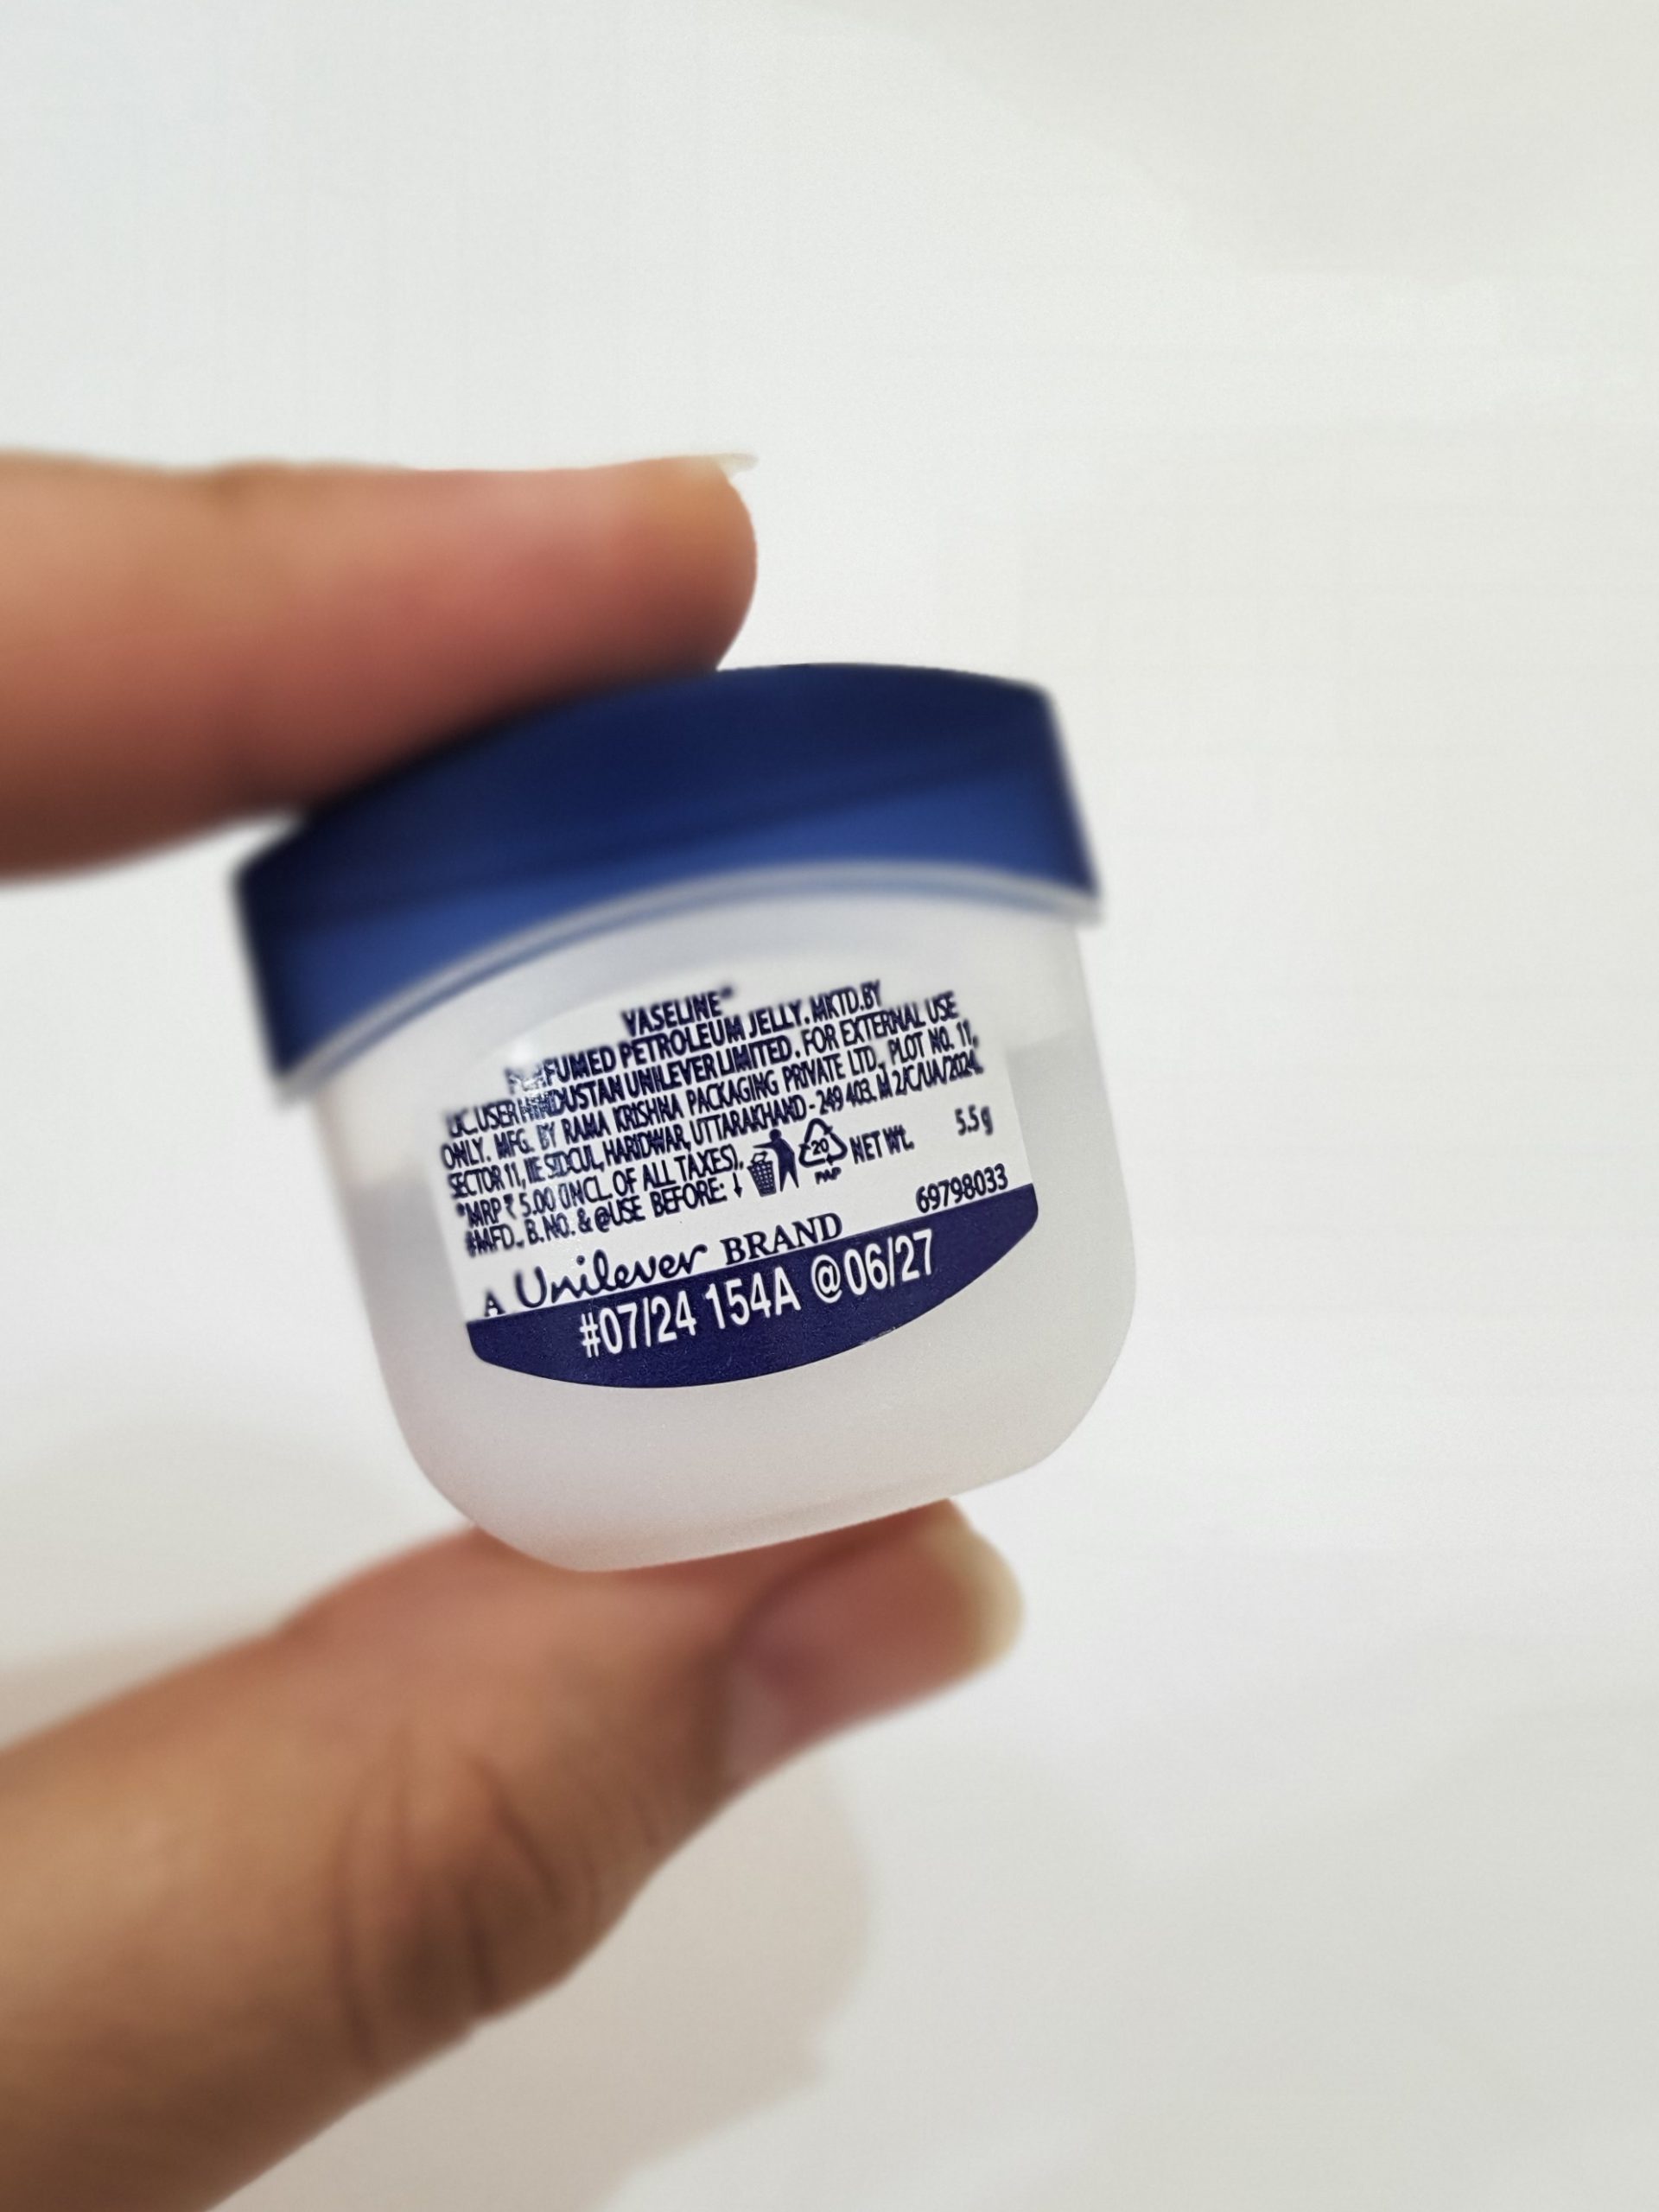 VASELINE™
PERFUMED PETROLEUM JELLY. MKTD.BY
LIC.USER HINDUSTAN UNILEVER LIMITED. FOR EXTERNAL USE
ONLY. MFG. BY RAMA KRISHNA PACKAGING PRIVATE LTD., PLOT NO. 11,
SECTOR 11, IIE SIDCUL, HARIDWAR, UTTARAKHAND - 249 403. M 2/C/UA/2024.
*MRP ₹ 5.00 (INCL. OF ALL TAXES),
#MFD., B.NO. & @USE BEFORE: ↓
20
PAP
NET Wt. 5.5 g
69798033
A Unilever BRAND
#07/24 154A @06/27